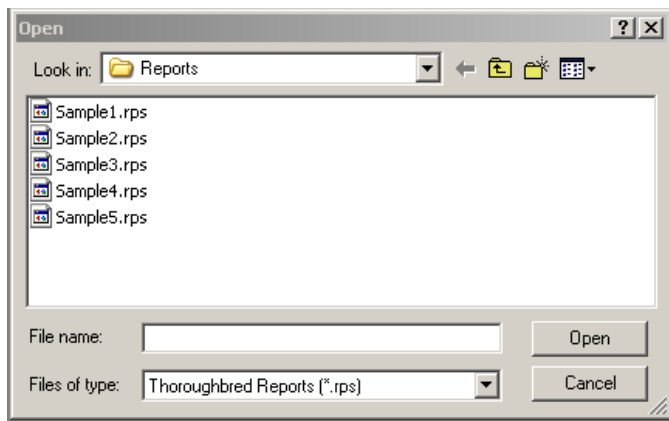 Open
Look in: Reports
Sample1.rps
Sample2.rps
Sample3.rps
Sample4.rps
Sample5.rps
File name: Open
Files of type: Thoroughbred Reports (*.rps) Cancel